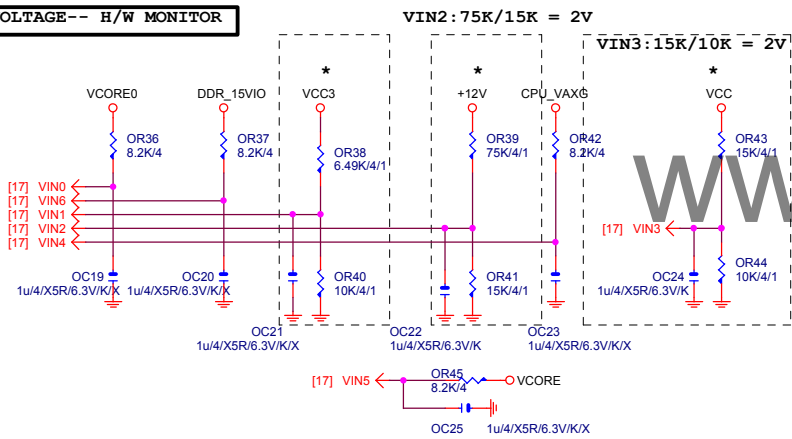 OLTAGE-- H/W MONITOR
VIN2:75K/15K = 2V
VIN3:15K/10K = 2V
*
*
*
VCORE0
DDR_15VIO
VCC3
+12V
CPU_VAXG
VCC
OR36
8.2K/4
OR37
8.2K/4
OR38
6.49K/4/1
OR39
75K/4/1
OR42
8.2K/4
OR43
15K/4/1
WW
[17] VIN0
[17] VIN6
[17] VIN1
[17] VIN2
[17] VIN4
[17] VIN3
OC19
1u/4/X5R/6.3V/K/X
OC20
1u/4/X5R/6.3V/K/X
OR40
10K/4/1
OR41
15K/4/1
OC24
1u/4/X5R/6.3V/K
OR44
10K/4/1
OC21
1u/4/X5R/6.3V/K/X
OC22
1u/4/X5R/6.3V/K
OC23
1u/4/X5R/6.3V/K/X
[17] VIN5
OR45
8.2K/4
VCORE
OC25
1u/4/X5R/6.3V/K/X